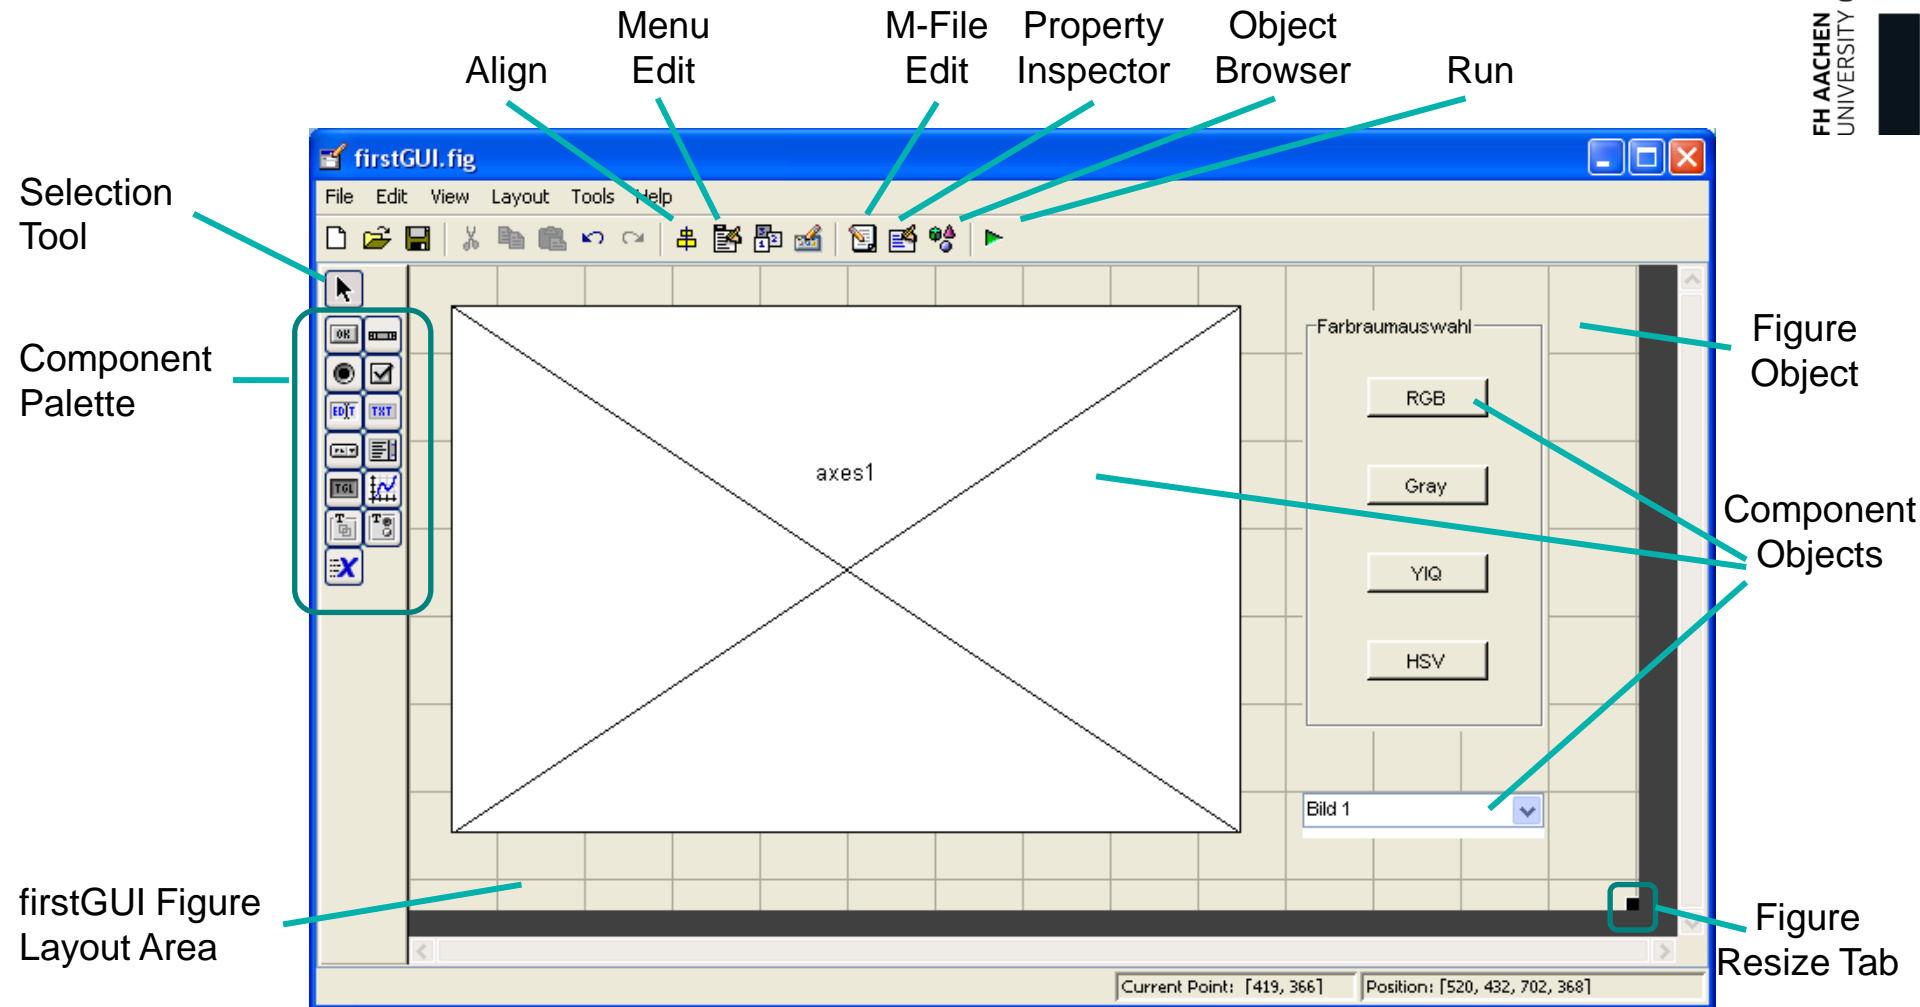 Menu
Edit
M-File
Edit
Property
Inspector
Object
Browser
Align
Run
FH AACHEN
UNIVERSITY
firstGUI.fig
File Edit View Layout Tools Help
Selection
Tool
Component
Palette
OK
EDIT
TXT
TGL
T
T
X
axes1
Farbraumauswahl
RGB
Gray
YIQ
HSV
Bild 1
Figure
Object
Component
Objects
firstGUI Figure
Layout Area
Figure
Resize Tab
Current Point: [419, 366]
Position: [520, 432, 702, 368]